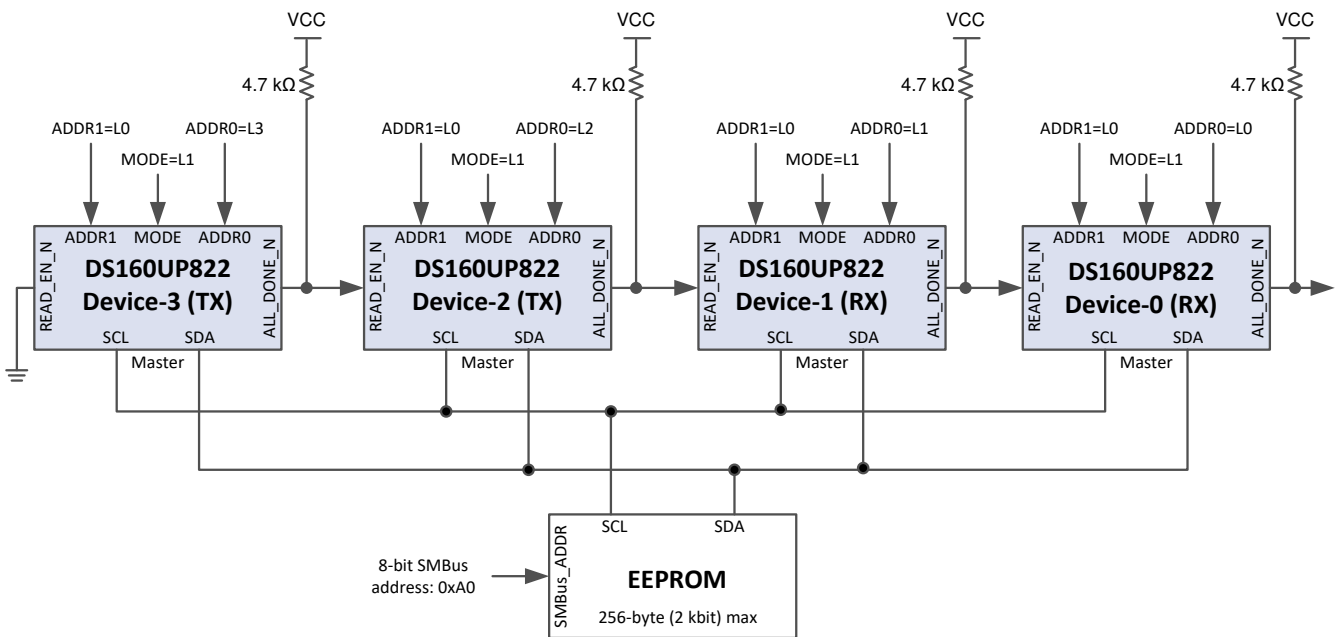 VCC VCC VCC VCC
4.7 kΩ 4.7 kΩ 4.7 kΩ 4.7 kΩ
ADDR1=L0 ADDR0=L3 ADDR1=L0 ADDR0=L2 ADDR1=L0 ADDR0=L1 ADDR1=L0 ADDR0=L0
MODE=L1 MODE=L1 MODE=L1 MODE=L1
READ_EN_N
ADDR1 MODE ADDR0
DS160UP822
Device-3 (TX)
SCL SDA
ALL_DONE_N
Master
READ_EN_N
ADDR1 MODE ADDR0
DS160UP822
Device-2 (TX)
SCL SDA
ALL_DONE_N
Master
READ_EN_N
ADDR1 MODE ADDR0
DS160UP822
Device-1 (RX)
SCL SDA
ALL_DONE_N
Master
READ_EN_N
ADDR1 MODE ADDR0
DS160UP822
Device-0 (RX)
SCL SDA
ALL_DONE_N
Master
8-bit SMBus
address: 0xA0
SMBus_ADDR
SCL SDA
EEPROM
256-byte (2 kbit) max